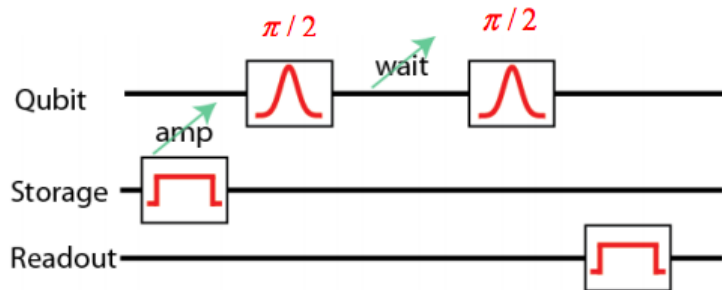 π / 2
π / 2
wait
Qubit
amp
Storage
Readout